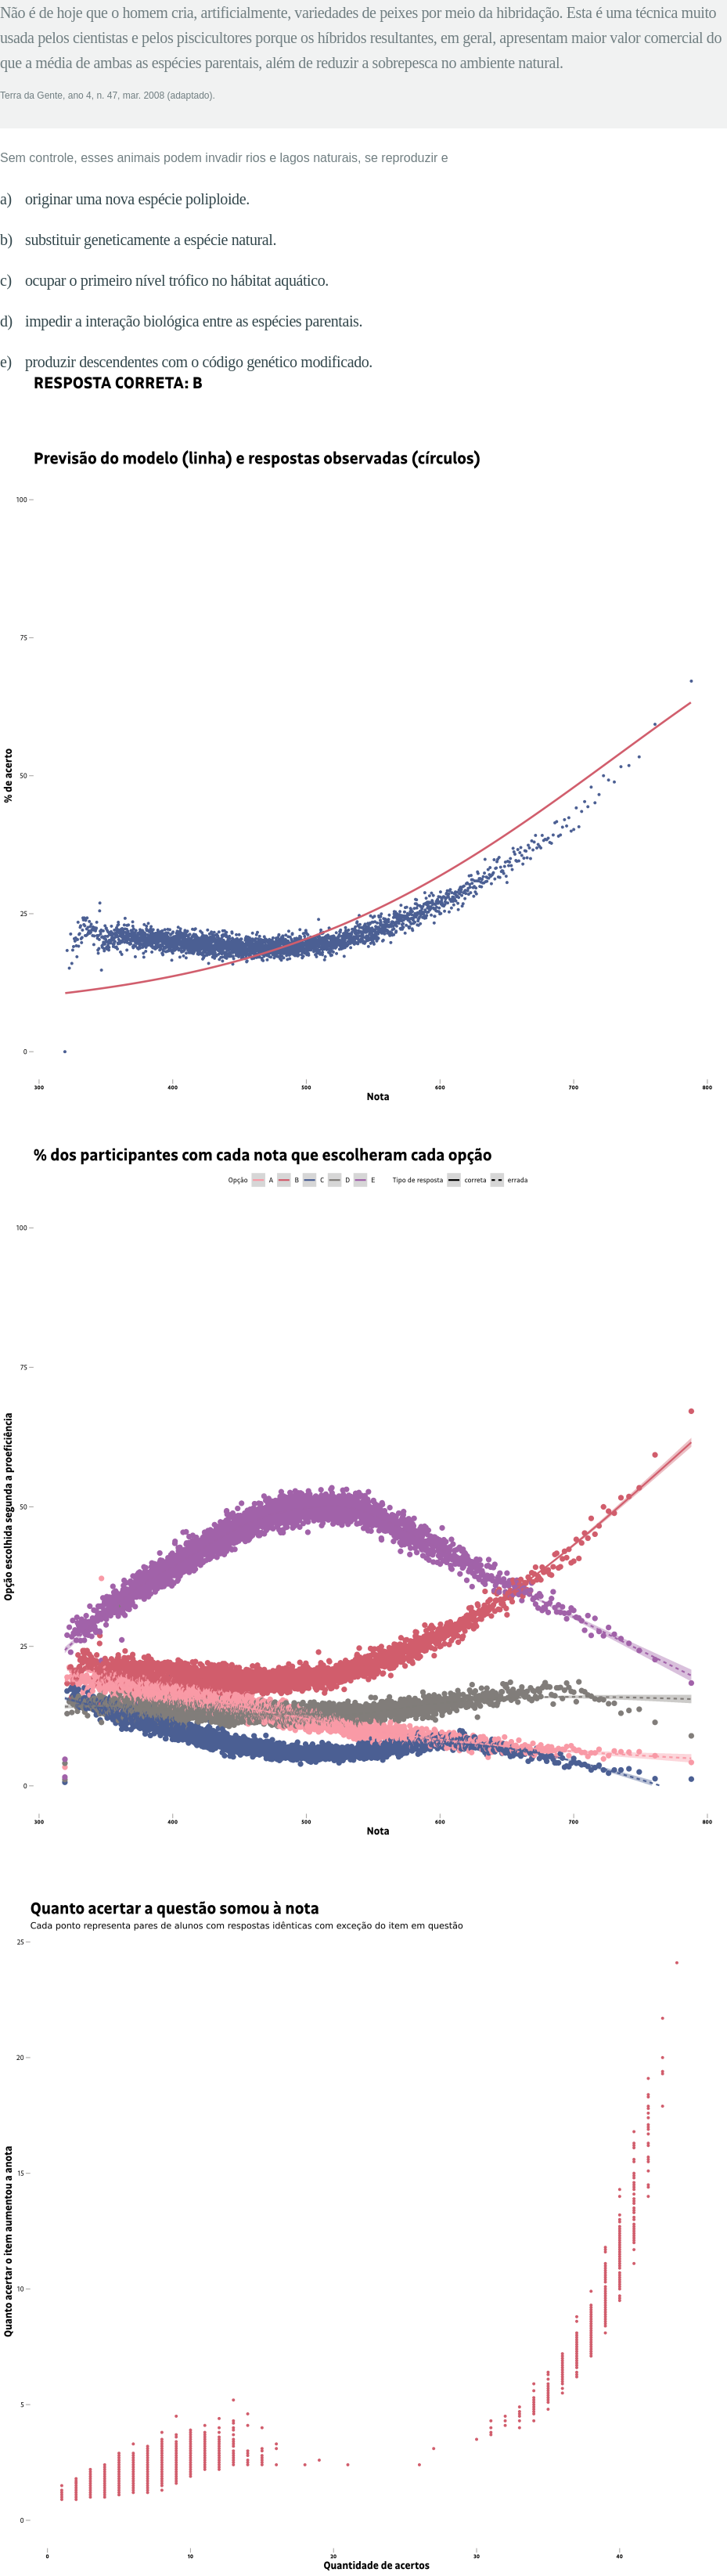 Não é de hoje que o homem cria, artificialmente, variedades de peixes por meio da hibridação. Esta é uma técnica muito
usada pelos cientistas e pelos piscicultores porque os híbridos resultantes, em geral, apresentam maior valor comercial do
que a média de ambas as espécies parentais, além de reduzir a sobrepesca no ambiente natural.
Terra da Gente, ano 4, n. 47, mar. 2008 (adaptado).
Sem controle, esses animais podem invadir rios e lagos naturais, se reproduzir e
a) originar uma nova espécie poliploide.
b) substituir geneticamente a espécie natural.
c) ocupar o primeiro nível trófico no hábitat aquático.
d) impedir a interação biológica entre as espécies parentais.
e) produzir descendentes com o código genético modificado.
RESPOSTA CORRETA: B
Previsão do modelo (linha) e respostas observadas (círculos)
100
75
50
25
0
% de acerto
300 400 500 600 700 800
Nota
% dos participantes com cada nota que escolheram cada opção
Opção A B C D E Tipo de resposta correta errada
100
75
50
25
0
Opção escolhida segunda a proeficiência
300 400 500 600 700 800
Nota
Quanto acertar a questão somou à nota
Cada ponto representa pares de alunos com respostas idênticas com exceção do item em questão
25
20
15
10
5
0
Quanto acertar o item aumentou a anota
0 10 20 30 40
Quantidade de acertos